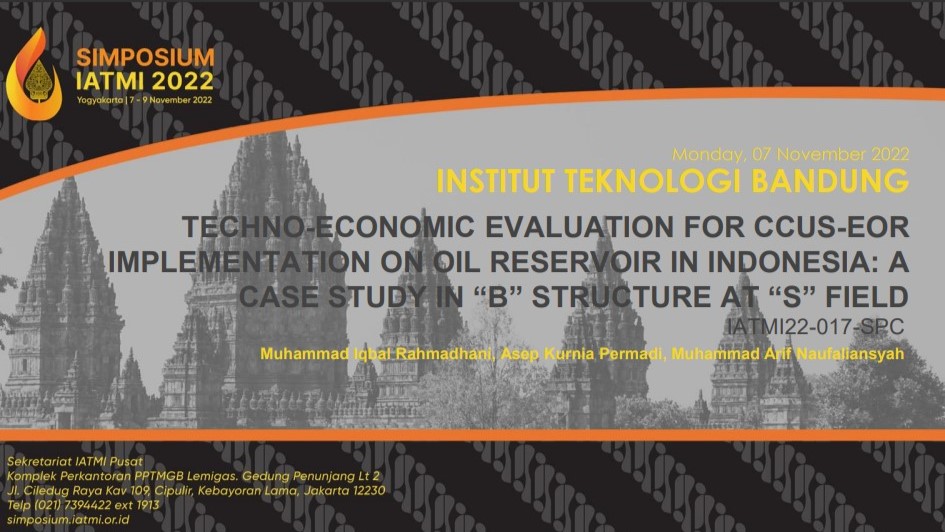 SIMPOSIUM
IATMI 2022
Yogyakarta | 7 - 9 November 2022
Monday, 07 November 2022
INSTITUT TEKNOLOGI BANDUNG
TECHNO-ECONOMIC EVALUATION FOR CCUS-EOR
IMPLEMENTATION ON OIL RESERVOIR IN INDONESIA: A
CASE STUDY IN “B” STRUCTURE AT “S” FIELD
IATMI22-017-SPC
Muhammad Iqbal Rahmadhani, Asep Kurnia Permadi, Muhammad Arif Naufaliansyah
Sekretariat IATMI Pusat
Komplek Perkantoran PPTMGB Lemigas. Gedung Penunjang Lt 2
Jl. Ciledug Raya Kav 109, Cipulir, Kebayoran Lama, Jakarta 12230
Telp (021) 7394422 ext 1913
simposium.iatmi.or.id